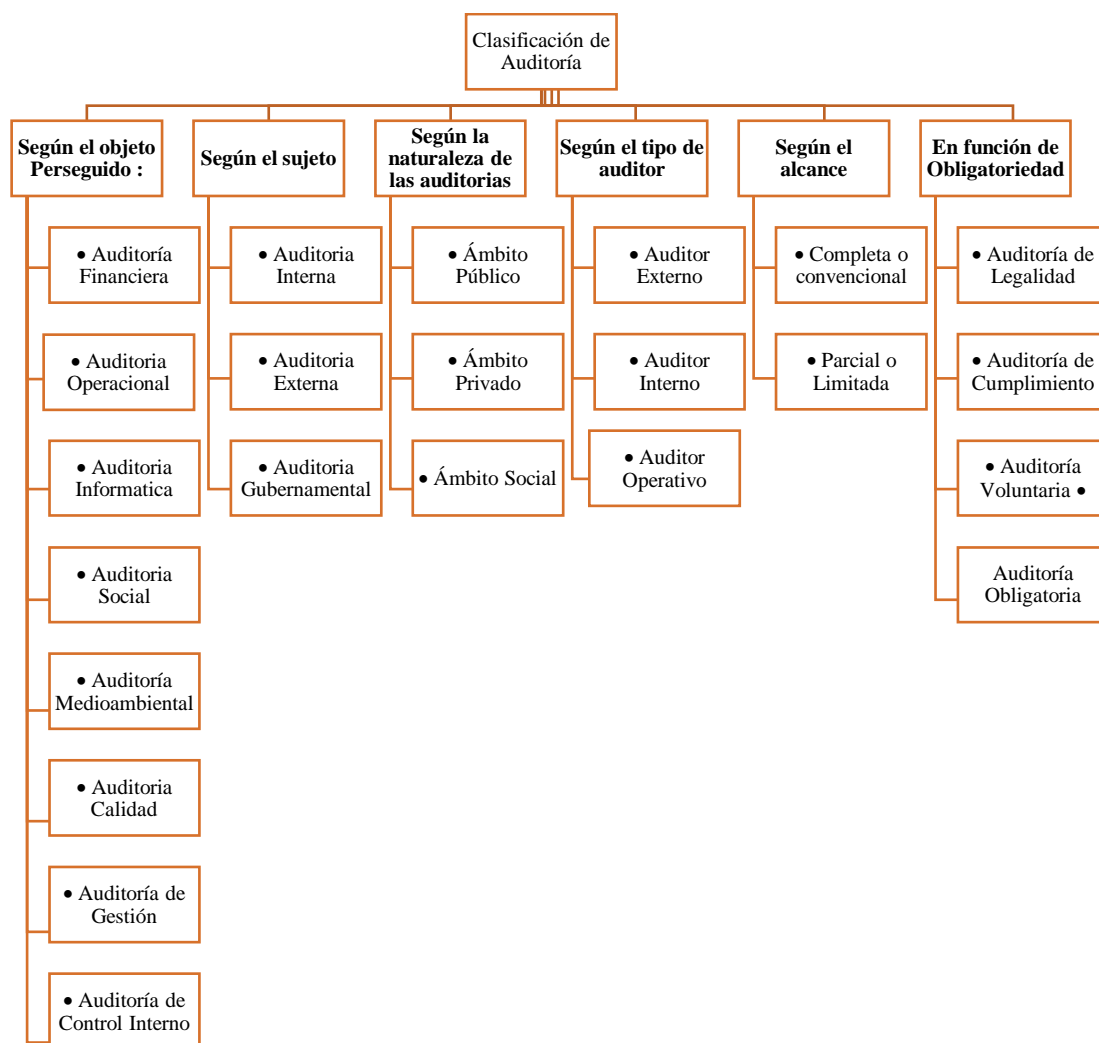 Clasificación de
Auditoría
Según el objeto
Perseguido :
• Auditoría
Financiera
• Auditoria
Operacional
• Auditoria
Informatica
• Auditoria
Social
• Auditoría
Medioambiental
• Auditoria
Calidad
• Auditoría de
Gestión
• Auditoría de
Control Interno
Según el sujeto
• Auditoria
Interna
• Auditoria
Externa
• Auditoria
Gubernamental
Según la
naturaleza de
las auditorias
• Ámbito
Público
• Ámbito
Privado
• Ámbito Social
Según el tipo de
auditor
• Auditor
Externo
• Auditor
Interno
• Auditor
Operativo
Según el
alcance
• Completa o
convencional
• Parcial o
Limitada
En función de
Obligatoriedad
• Auditoría de
Legalidad
• Auditoría de
Cumplimiento
• Auditoría
Voluntaria •
Auditoría
Obligatoria